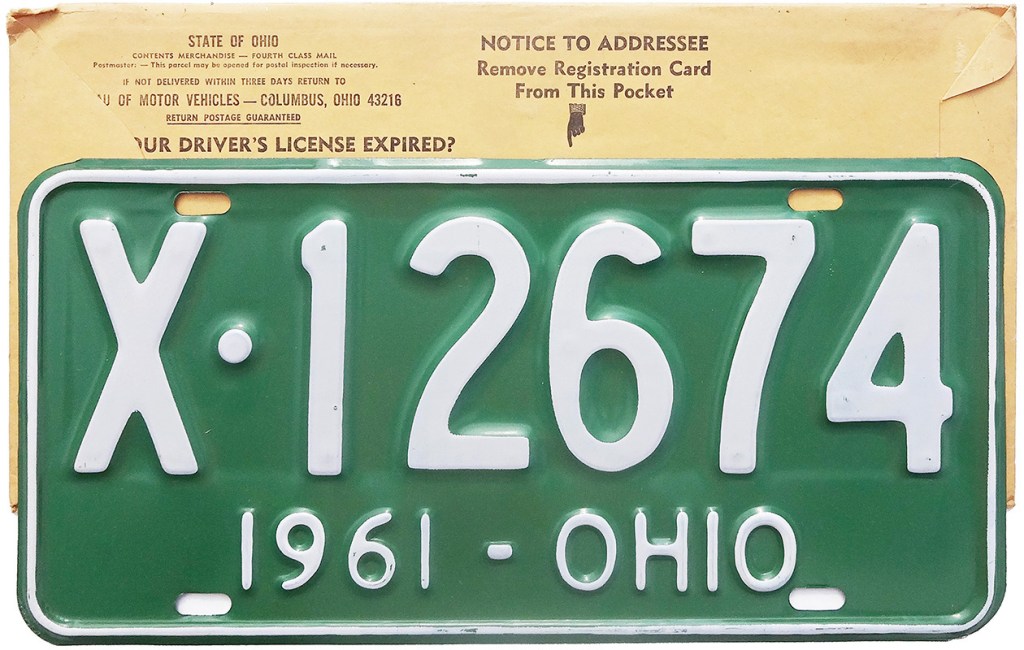 STATE OF OHIO
CONTENTS MERCHANDISE — FOURTH CLASS MAIL
Postmaster: — This parcel may be opened for postal inspection if necessary.
IF NOT DELIVERED WITHIN THREE DAYS RETURN TO
AU OF MOTOR VEHICLES — COLUMBUS, OHIO 43216
RETURN POSTAGE GUARANTEED
OUR DRIVER'S LICENSE EXPIRED?
NOTICE TO ADDRESSEE
Remove Registration Card
From This Pocket
X·12674
1961 - OHIO